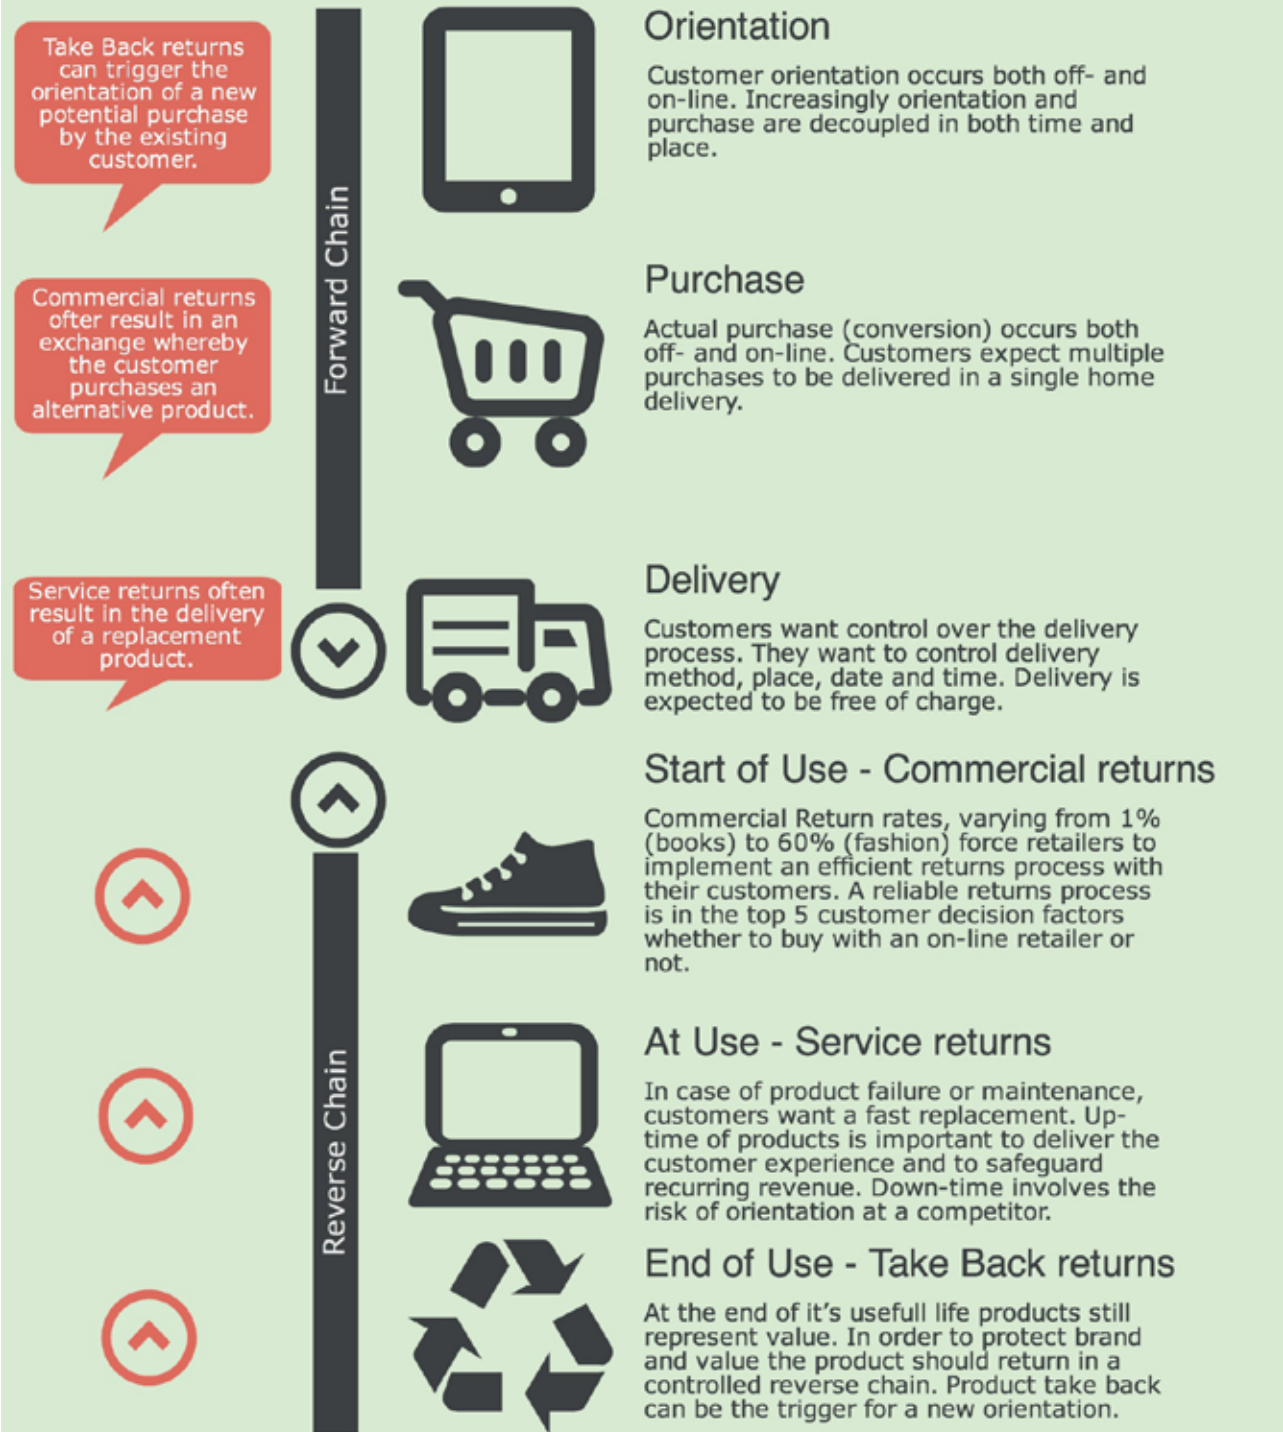 Take Back returns
can trigger the
orientation of a new
potential purchase
by the existing
customer.
Orientation
Customer orientation occurs both off- and
on-line. Increasingly orientation and
purchase are decoupled in both time and
place.
Forward Chain
Commercial returns
ofter result in an
exchange whereby
the customer
purchases an
alternative product.
Purchase
Actual purchase (conversion) occurs both
off- and on-line. Customers expect multiple
purchases to be delivered in a single home
delivery.
Service returns often
result in the delivery
of a replacement
product.
Delivery
Customers want control over the delivery
process. They want to control delivery
method, place, date and time. Delivery is
expected to be free of charge.
Start of Use - Commercial returns
Commercial Return rates, varying from 1%
(books) to 60% (fashion) force retailers to
implement an efficient returns process with
their customers. A reliable returns process
is in the top 5 customer decision factors
whether to buy with an on-line retailer or
not.
Reverse Chain
At Use - Service returns
In case of product failure or maintenance,
customers want a fast replacement. Up-
time of products is important to deliver the
customer experience and to safeguard
recurring revenue. Down-time involves the
risk of orientation at a competitor.
End of Use - Take Back returns
At the end of it's usefull life products still
represent value. In order to protect brand
and value the product should return in a
controlled reverse chain. Product take back
can be the trigger for a new orientation.